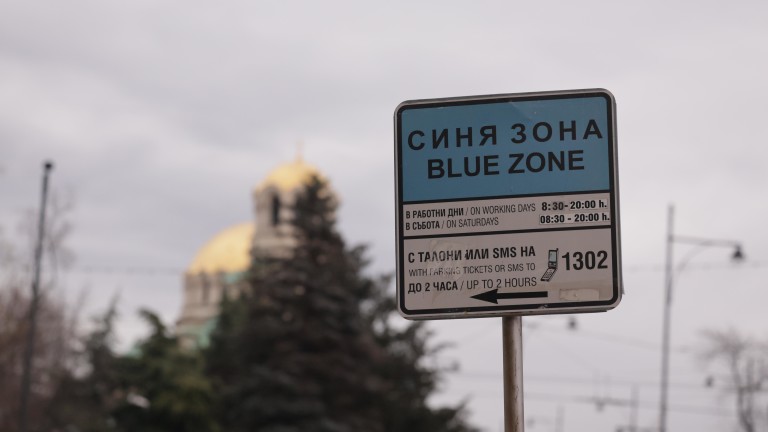 СИНЯ ЗОНА
BLUE ZONE
В РАБОТНИ ДНИ / ON WORKING DAYS 8:30- 20:00 h.
В СЪБОТА / ON SATURDAYS 08:30 - 20:00 h.
С ТАЛОНИ ИЛИ SMS НА 1302
WITH TICKETS OR SMS TO
ДО 2 ЧАСА / UP TO 2 HOURS